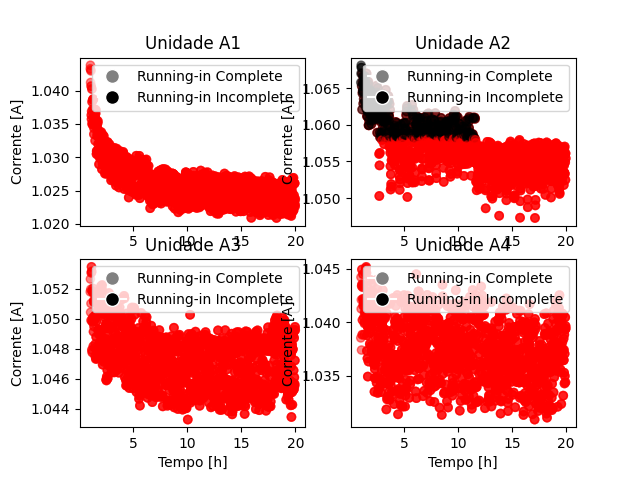 Unidade A1
Unidade A2
Corrente [A]
1.040
1.035
1.030
1.025
1.020
Running-in Complete
Running-in Incomplete
5
10
15
20
Corrente [A]
1.065
1.060
1.055
1.050
Running-in Complete
Running-in Incomplete
5
10
15
20
Unidade A3
Unidade A4
Corrente [A]
1.052
1.050
1.048
1.046
1.044
Running-in Complete
Running-in Incomplete
5
10
15
20
Tempo [h]
Corrente [A]
1.045
1.040
1.035
Running-in Complete
Running-in Incomplete
5
10
15
20
Tempo [h]